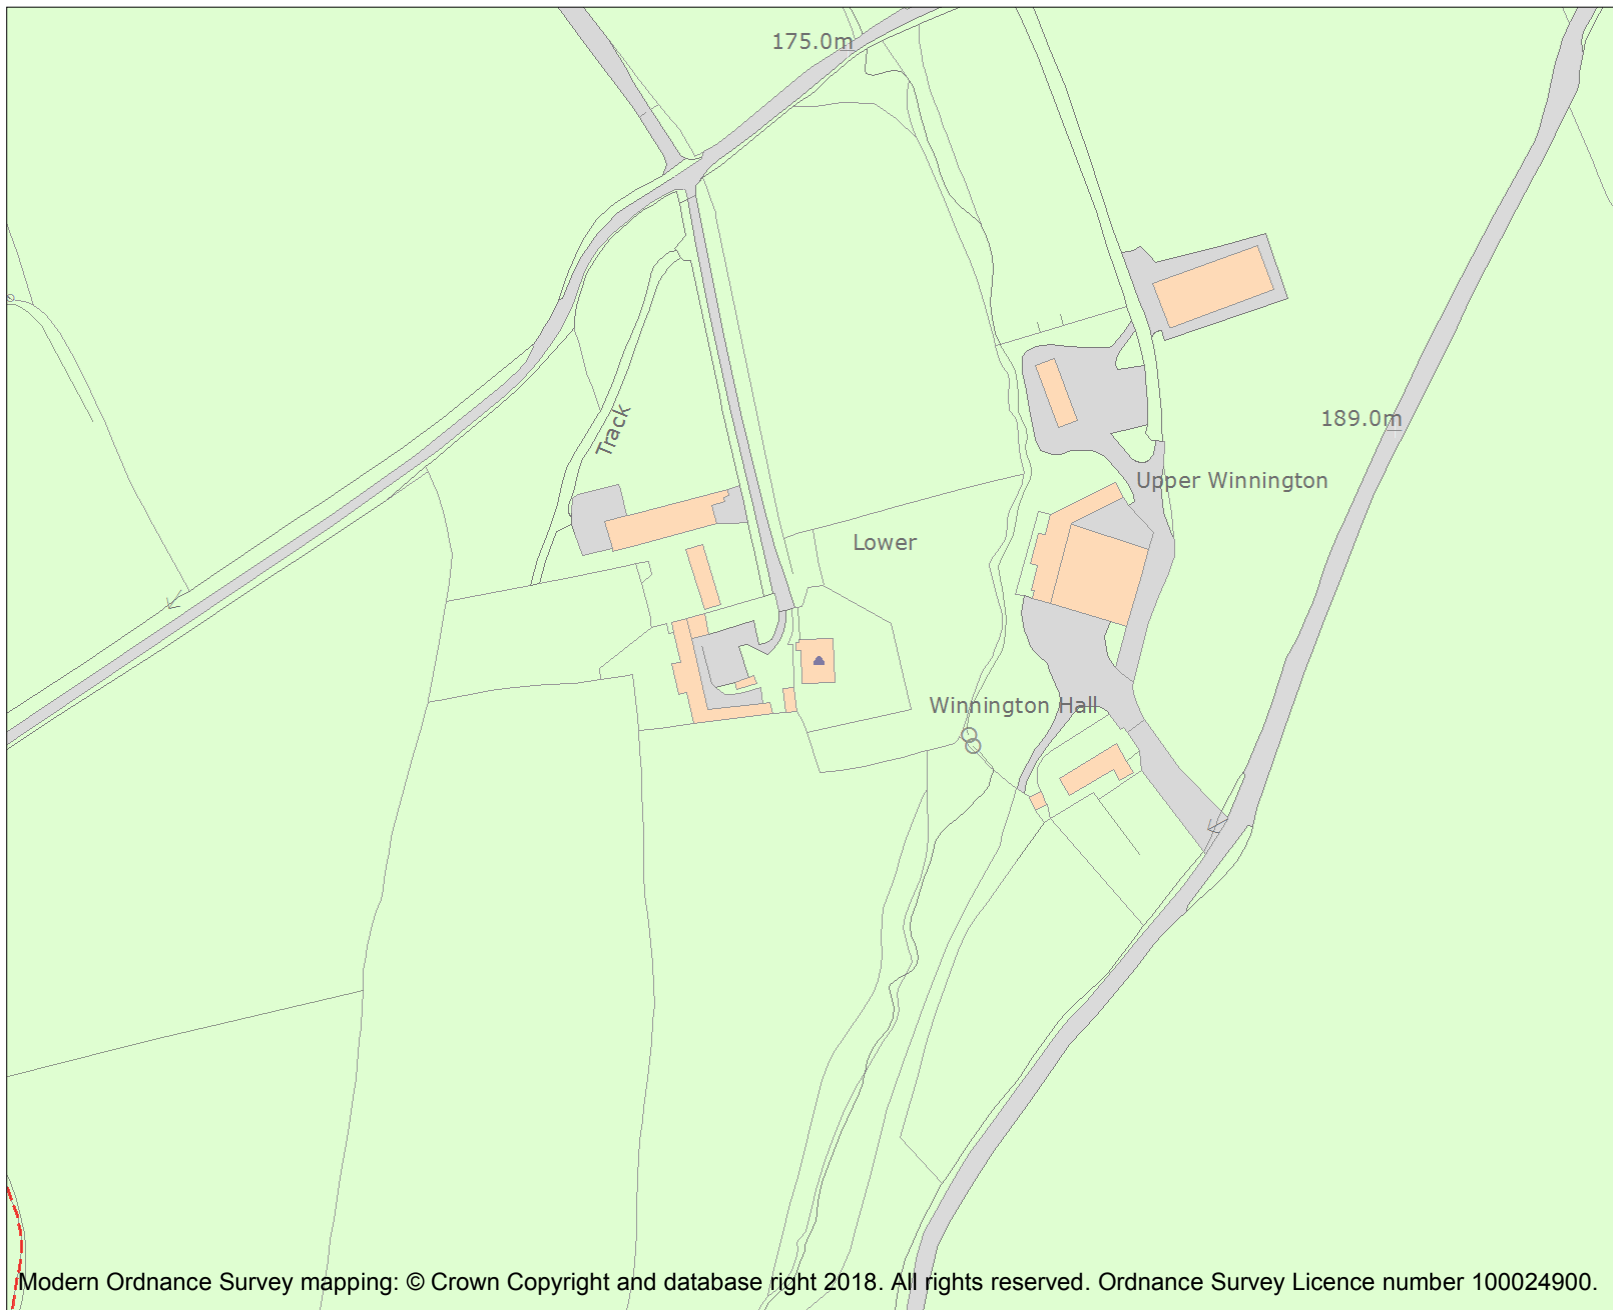 175.0m
189.0m
Track
Upper Winnington
Lower
Winnington Hall
Modern Ordnance Survey mapping: © Crown Copyright and database right 2018. All rights reserved. Ordnance Survey Licence number 100024900.